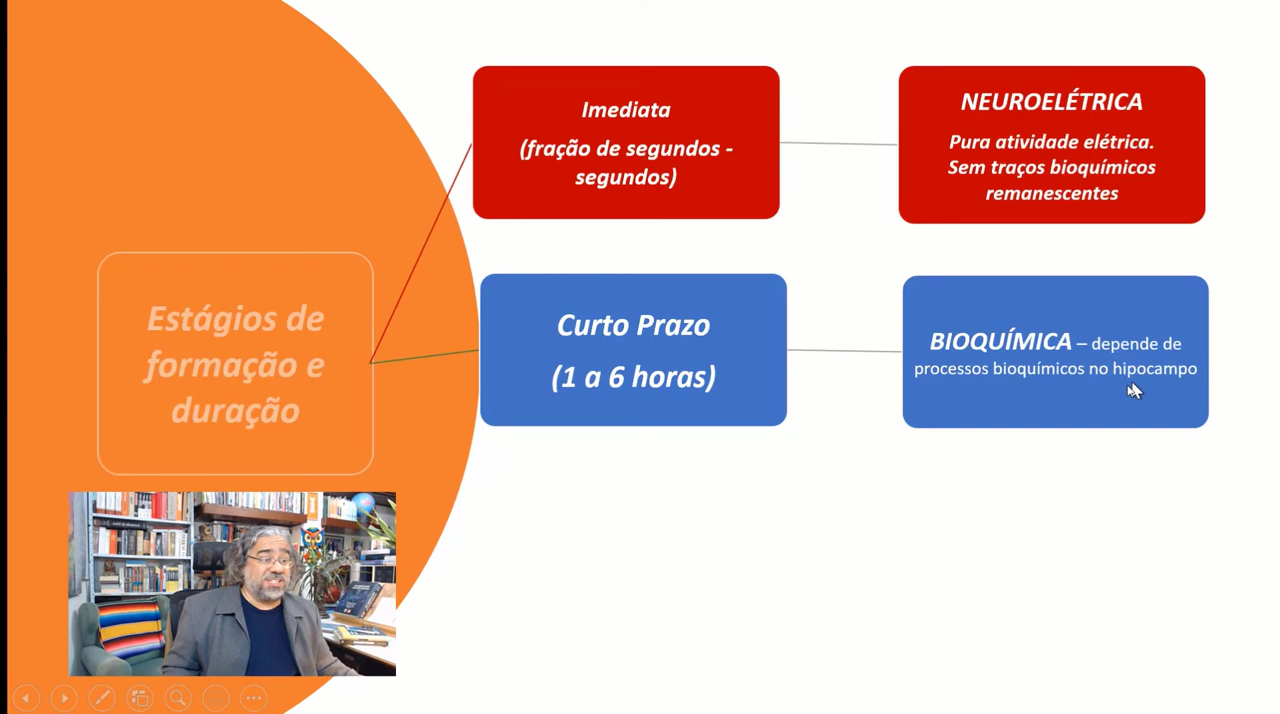 Imediata
(fração de segundos -
segundos)
NEUROELÉTRICA
Pura atividade elétrica.
Sem traços bioquímicos
remanescentes
Estágios de
formação e
duração
Curto Prazo
(1 a 6 horas)
BIOQUÍMICA – depende de
processos bioquímicos no hipocampo